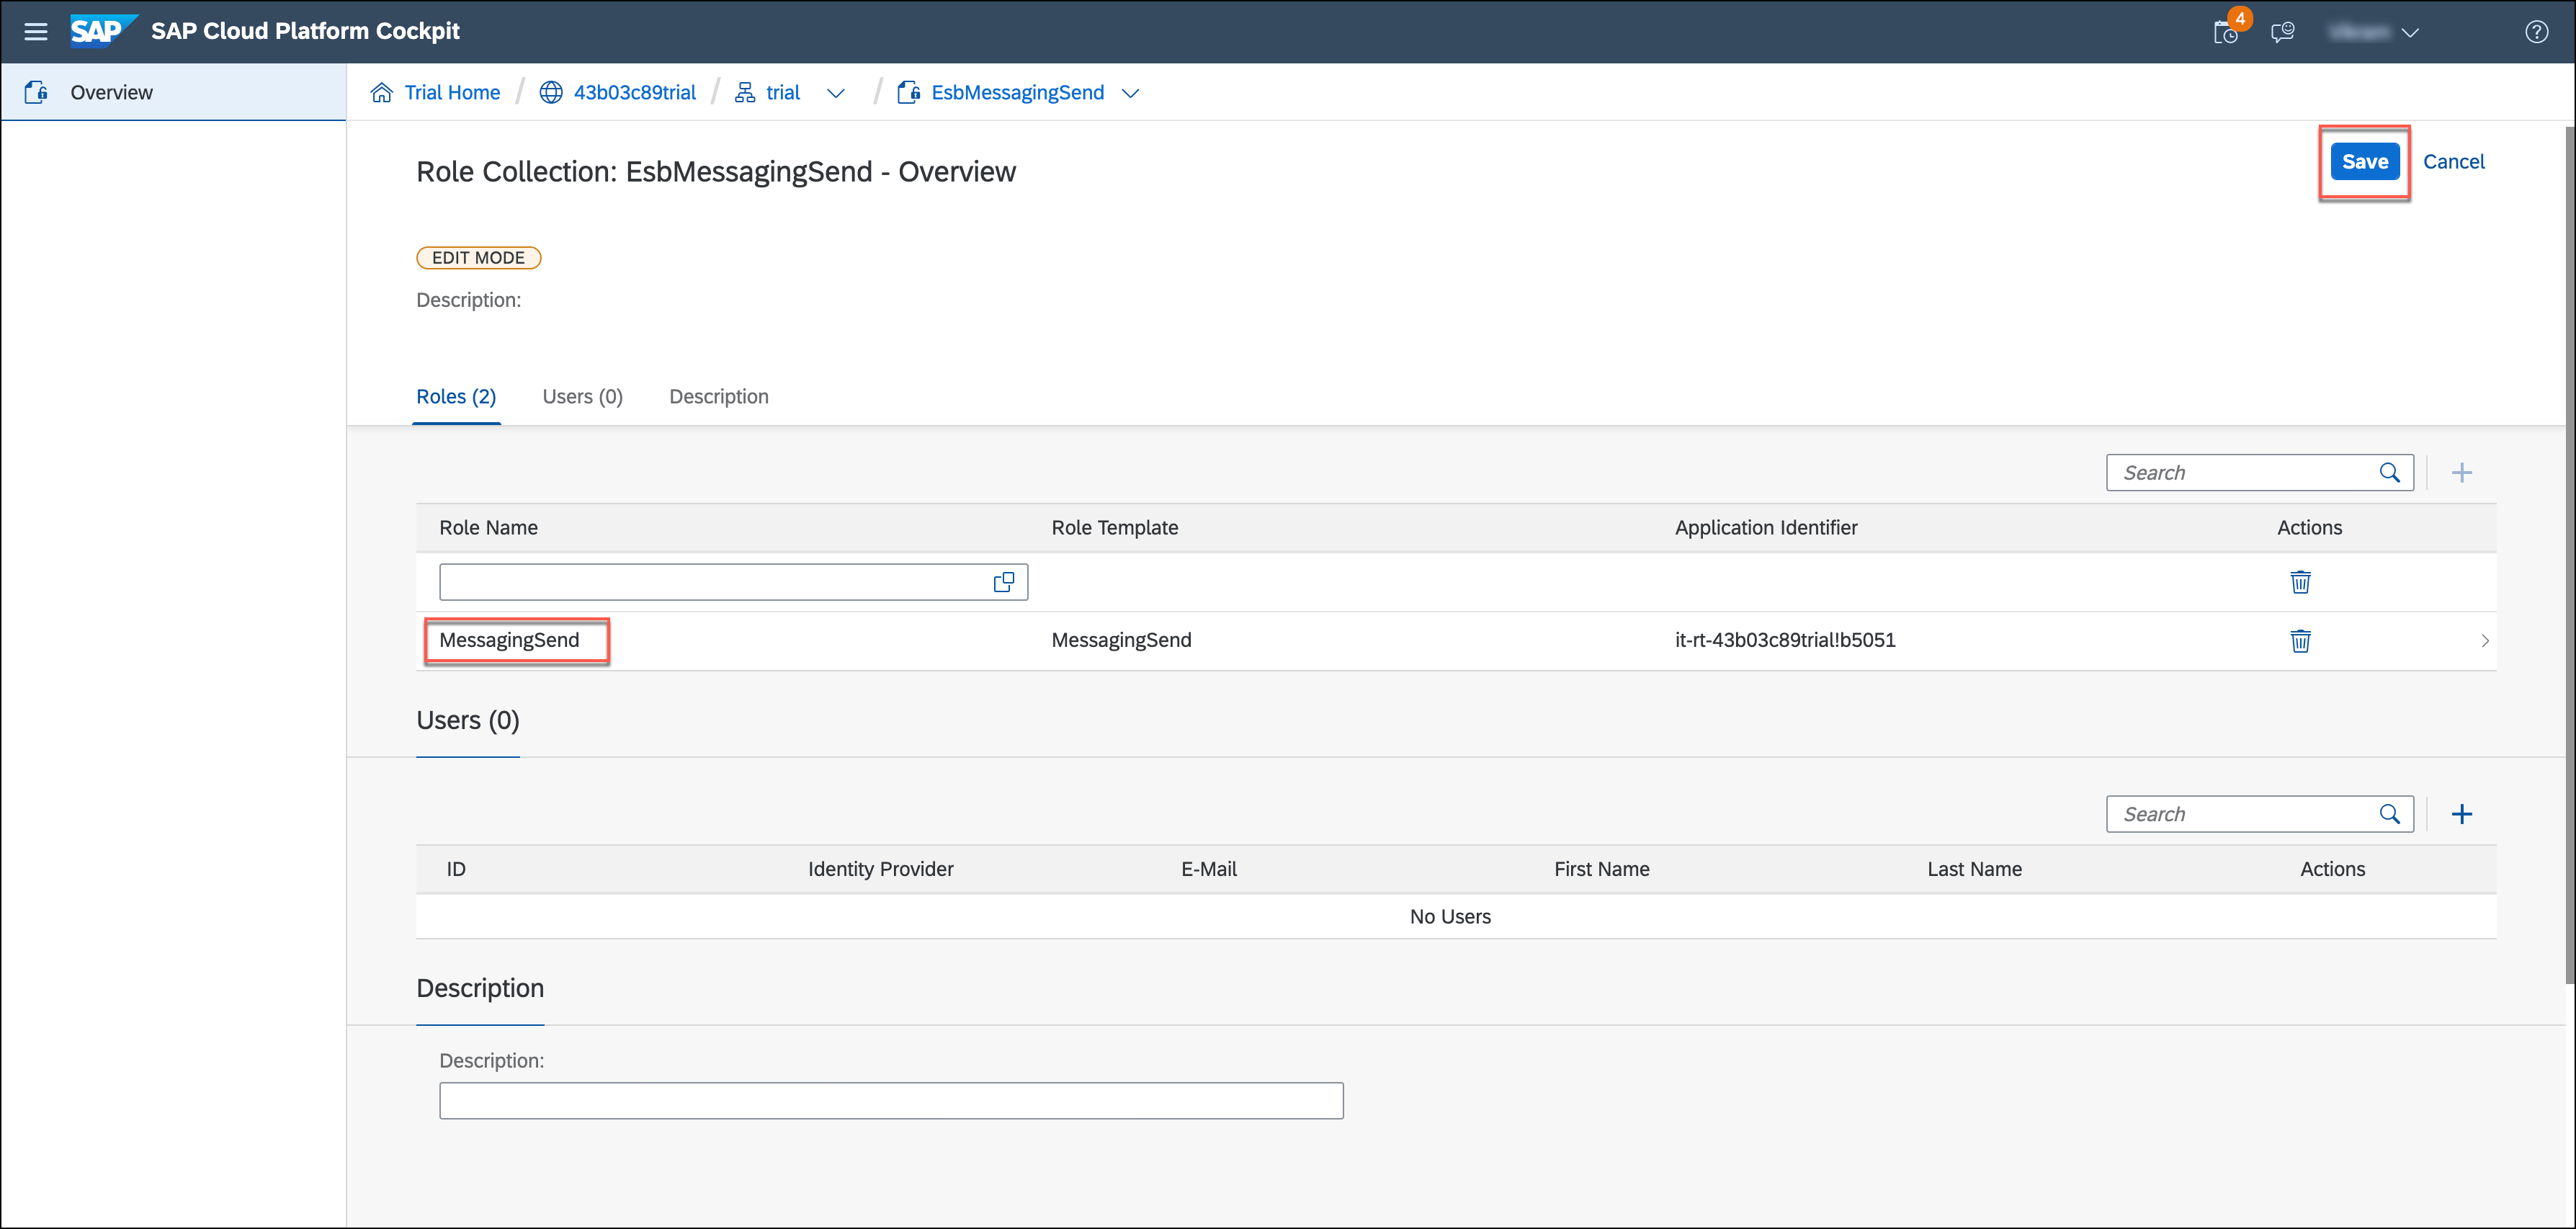 SAP SAP Cloud Platform Cockpit 4
Overview
Trial Home / 43b03c89trial / trial / EsbMessagingSend
Role Collection: EsbMessagingSend - Overview
Save Cancel
EDIT MODE
Description:
Roles (2) Users (0) Description
Search
Role Name Role Template Application Identifier Actions
MessagingSend MessagingSend it-rt-43b03c89trial!b5051
Users (0)
Search
ID Identity Provider E-Mail First Name Last Name Actions
No Users
Description
Description: